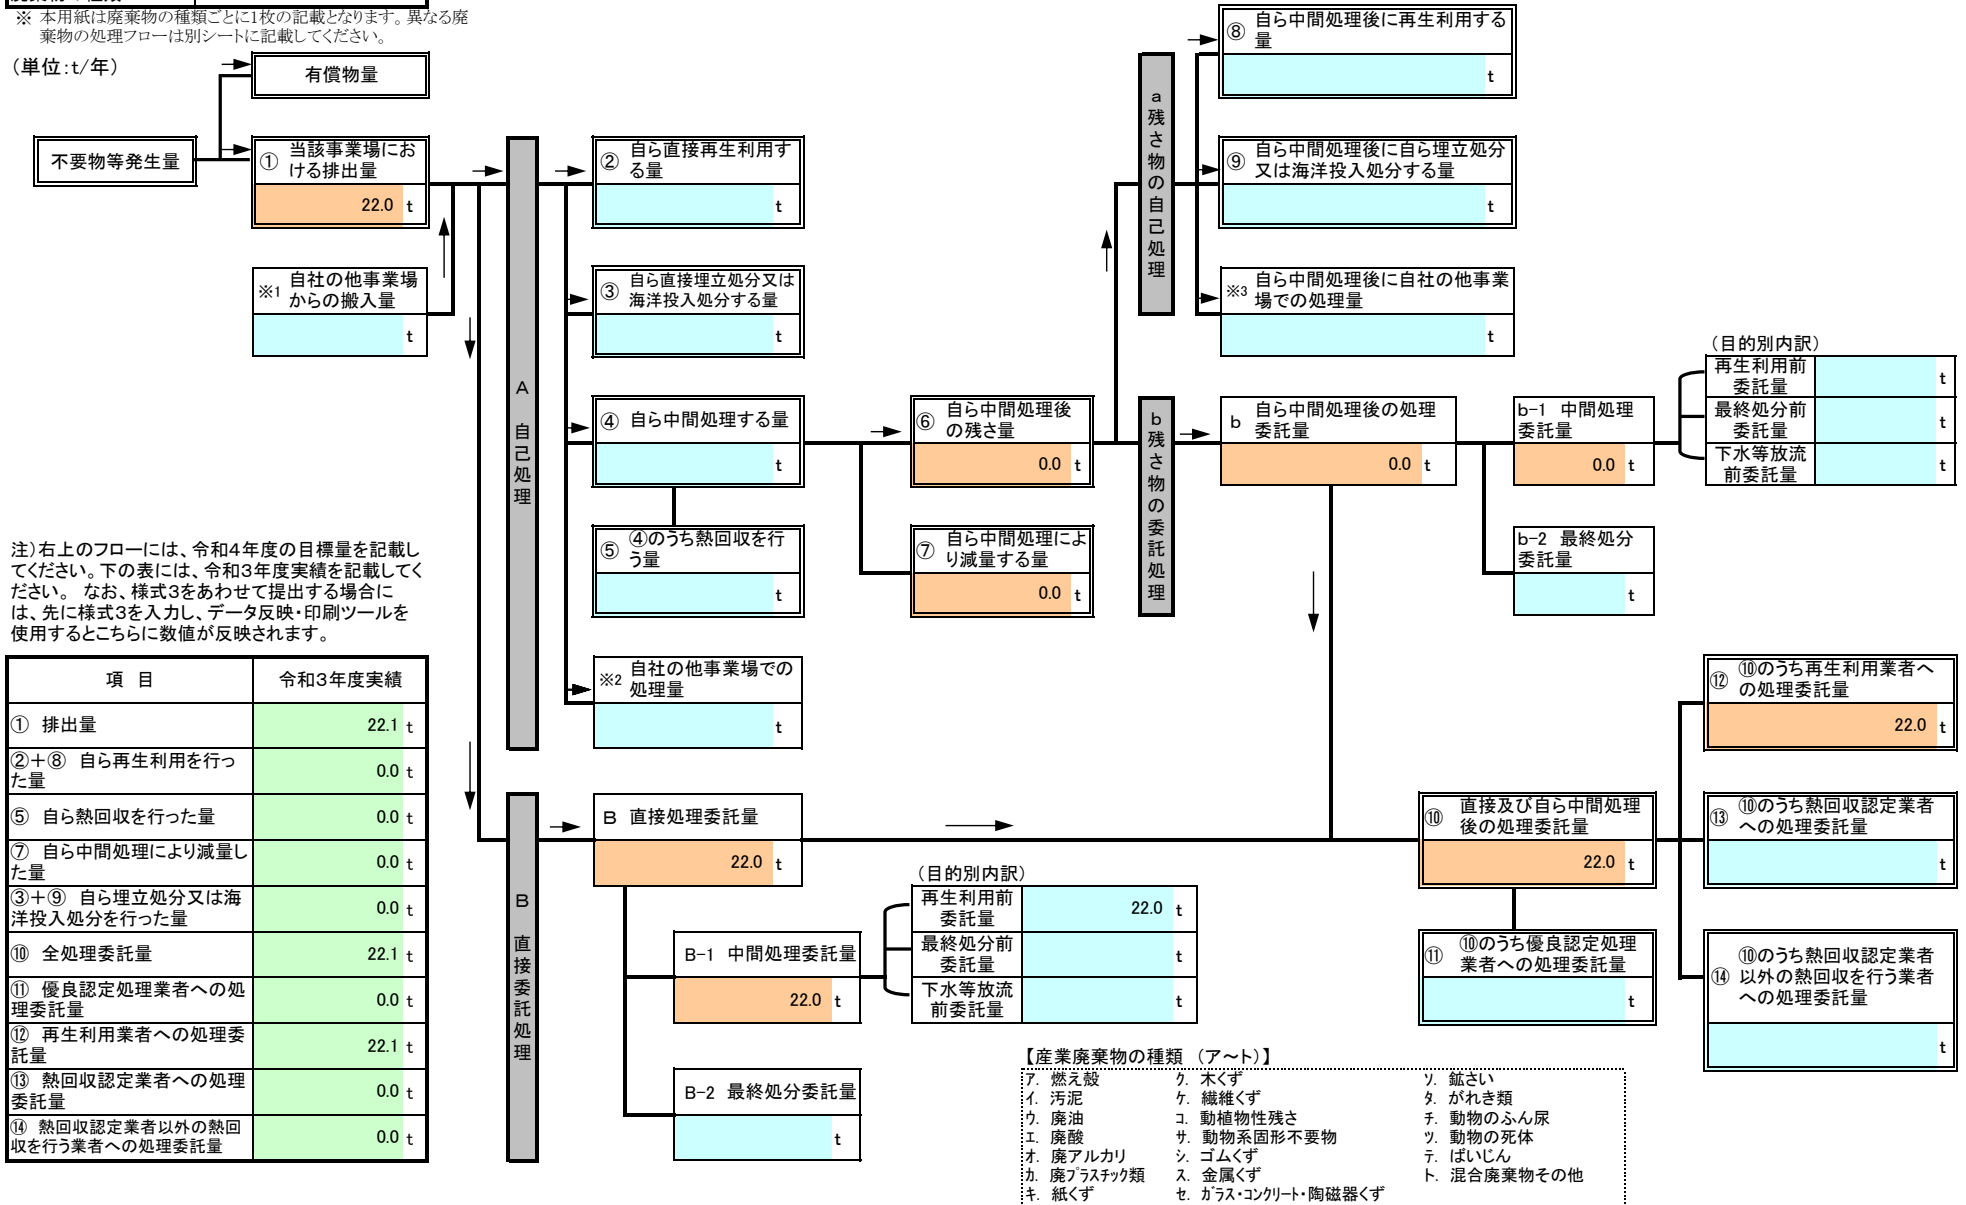 ※ 本用紙は廃棄物の種類ごとに1枚の記載となります。異なる廃
棄物の処理フローは別シートに記載してください。
（単位：t/年）
有償物量
不要物等発生量
① 当該事業場にお
ける排出量
22.0 t
※1 自社の他事業場
からの搬入量
t
A 自己処理
② 自ら直接再生利用す
る量
t
③ 自ら直接埋立処分又は
海洋投入処分する量
t
④ 自ら中間処理する量
t
⑤ ④のうち熱回収を行
う量
t
※2 自社の他事業場での
処理量
t
⑥ 自ら中間処理後
の残さ量
0.0 t
⑦ 自ら中間処理によ
り減量する量
0.0 t
a 残さ物の自己処理
⑧ 自ら中間処理後に再生利用する
量
t
⑨ 自ら中間処理後に自ら埋立処分
又は海洋投入処分する量
t
※3 自ら中間処理後に自社の他事業
場での処理量
t
b 残さ物の委託処理
b 自ら中間処理後の処理
委託量
0.0 t
b-1 中間処理
委託量
0.0 t
b-2 最終処分
委託量
t
（目的別内訳）
再生利用前
委託量
t
最終処分前
委託量
t
下水等放流
前委託量
t
注）右上のフローには、令和４年度の目標量を記載し
てください。下の表には、令和３年度実績を記載してく
ださい。 なお、様式３をあわせて提出する場合に
は、先に様式３を入力し、データ反映・印刷ツールを
使用するとこちらに数値が反映されます。
項 目 令和３年度実績
① 排出量 22.1 t
②＋⑧ 自ら再生利用を行っ
た量 0.0 t
⑤ 自ら熱回収を行った量 0.0 t
⑦ 自ら中間処理により減量し
た量 0.0 t
③＋⑨ 自ら埋立処分又は海
洋投入処分を行った量 0.0 t
⑩ 全処理委託量 22.1 t
⑪ 優良認定処理業者への処
理委託量 0.0 t
⑫ 再生利用業者への処理委
託量 22.1 t
⑬ 熱回収認定業者への処理
委託量 0.0 t
⑭ 熱回収認定業者以外の熱回
収を行う業者への処理委託量 0.0 t
B 直接委託処理
B 直接処理委託量
22.0 t
B-1 中間処理委託量
22.0 t
B-2 最終処分委託量
t
（目的別内訳）
再生利用前
委託量
22.0 t
最終処分前
委託量
t
下水等放流
前委託量
t
⑩ 直接及び自ら中間処理
後の処理委託量
22.0 t
⑪ ⑩のうち優良認定処理
業者への処理委託量
t
⑫ ⑩のうち再生利用業者へ
の処理委託量
22.0 t
⑬ ⑩のうち熱回収認定業者
への処理委託量
t
⑭ ⑩のうち熱回収認定業者
以外の熱回収を行う業者
への処理委託量
t
【産業廃棄物の種類 （ア～ト）】
ア. 燃え殻
イ. 汚泥
ウ. 廃油
エ. 廃酸
オ. 廃アルカリ
カ. 廃プラスチック類
キ. 紙くず
ク. 木くず
ケ. 繊維くず
コ. 動植物性残さ
サ. 動物系固形不要物
シ. ゴムくず
ス. 金属くず
セ. ガラス・コンクリート・陶磁器くず
ソ. 鉱さい
タ. がれき類
チ. 動物のふん尿
ツ. 動物の死体
テ. ばいじん
ト. 混合廃棄物その他